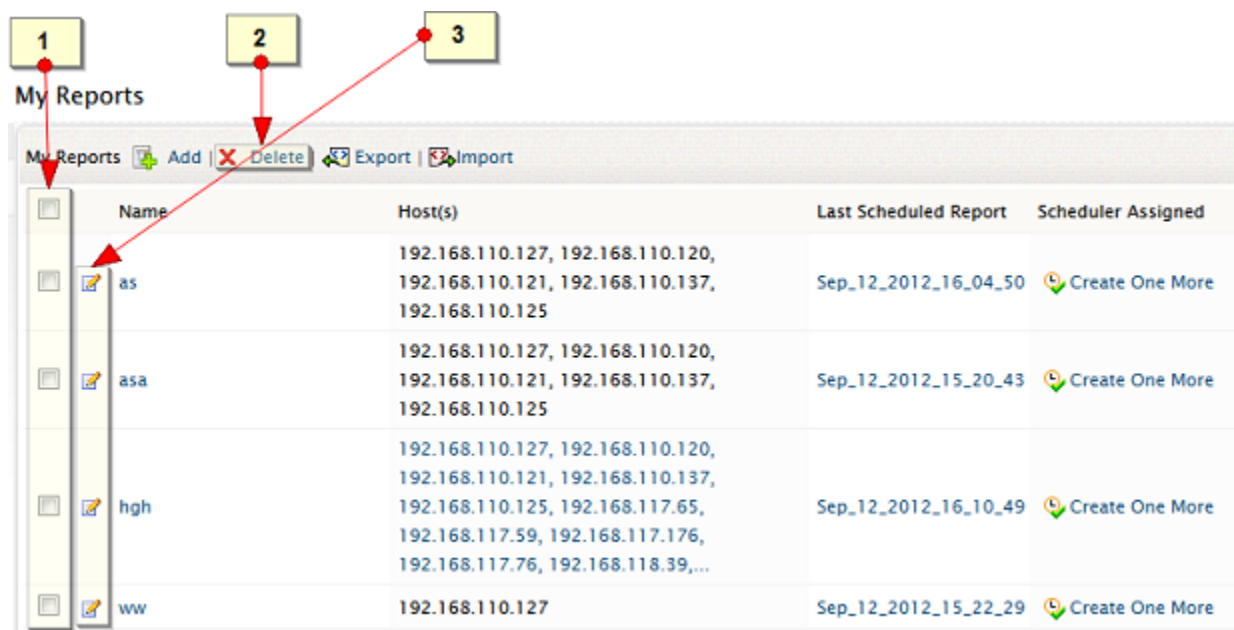 1 2 3
My Reports
My Reports Add | Delete Export | Import
Name Host(s) Last Scheduled Report Scheduler Assigned
192.168.110.127, 192.168.110.120,
as 192.168.110.121, 192.168.110.137, Sep_12_2012_16_04_50 Create One More
192.168.110.125
192.168.110.127, 192.168.110.120,
asa 192.168.110.121, 192.168.110.137, Sep_12_2012_15_20_43 Create One More
192.168.110.125
192.168.110.127, 192.168.110.120,
192.168.110.121, 192.168.110.137,
hgh 192.168.110.125, 192.168.117.65, Sep_12_2012_16_10_49 Create One More
192.168.117.59, 192.168.117.176,
192.168.117.76, 192.168.118.39,...
ww 192.168.110.127 Sep_12_2012_15_22_29 Create One More